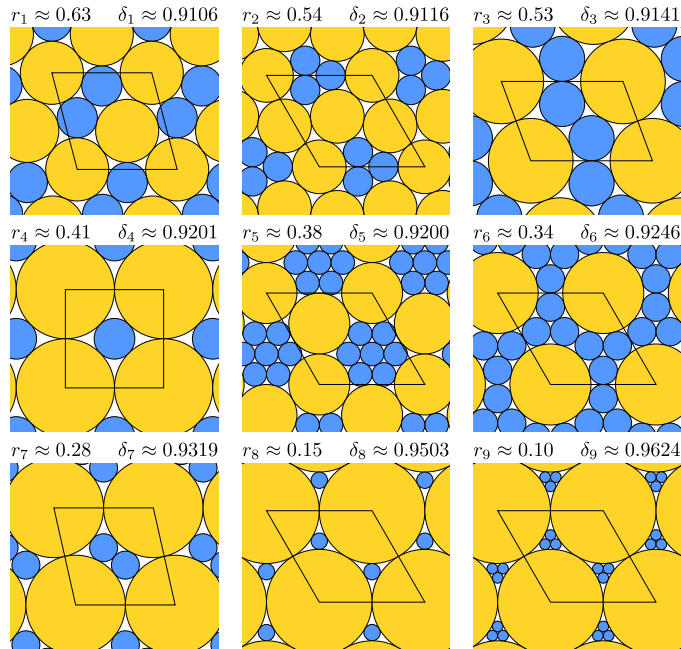 r₁ ≈ 0.63 δ₁ ≈ 0.9106
r₂ ≈ 0.54 δ₂ ≈ 0.9116
r₃ ≈ 0.53 δ₃ ≈ 0.9141
r₄ ≈ 0.41 δ₄ ≈ 0.9201
r₅ ≈ 0.38 δ₅ ≈ 0.9200
r₆ ≈ 0.34 δ₆ ≈ 0.9246
r₇ ≈ 0.28 δ₇ ≈ 0.9319
r₈ ≈ 0.15 δ₈ ≈ 0.9503
r₉ ≈ 0.10 δ₉ ≈ 0.9624